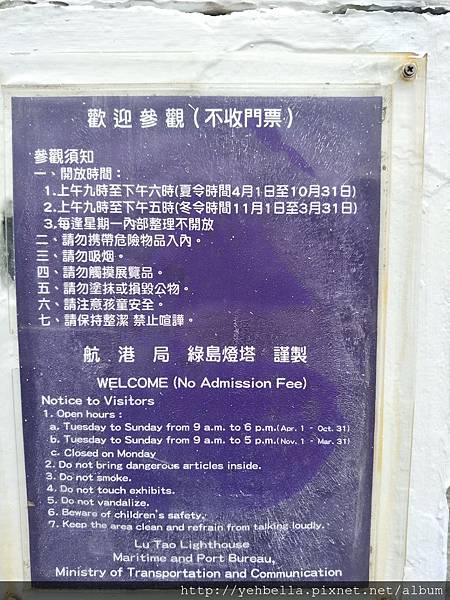 歡迎參觀(不收門票)
參觀須知
一、開放時間：
1.上午九時至下午六時(夏令時間4月1日至10月31日)
2.上午九時至下午五時(冬令時間11月1日至3月31日)
3.每逢星期一內部整理不開放
二、請勿携帶危險物品入內。
三、請勿吸烟。
四、請勿觸摸展覽品。
五、請勿塗抹或損毀公物。
六、請注意孩童安全。
七、請保持整潔 禁止喧譁。
航港局 綠島燈塔 謹製
WELCOME (No Admission Fee)
Notice to Visitors
1. Open hours :
a. Tuesday to Sunday from 9 a.m. to 6 p.m.(Apr. 1 - Oct. 31)
b. Tuesday to Sunday from 9 a.m. to 5 p.m.(Nov. 1 - Mar. 31)
c. Closed on Monday
2. Do not bring dangerous articles inside.
3. Do not smoke.
4. Do not touch exhibits.
5. Do not vandalize.
6. Beware of children's safety.
7. Keep the area clean and refrain from talking loudly.
Lu Tao Lighthouse
Maritime and Port Bureau,
Ministry of Transportation and Communication
http://yehbella.pixnet.net/album